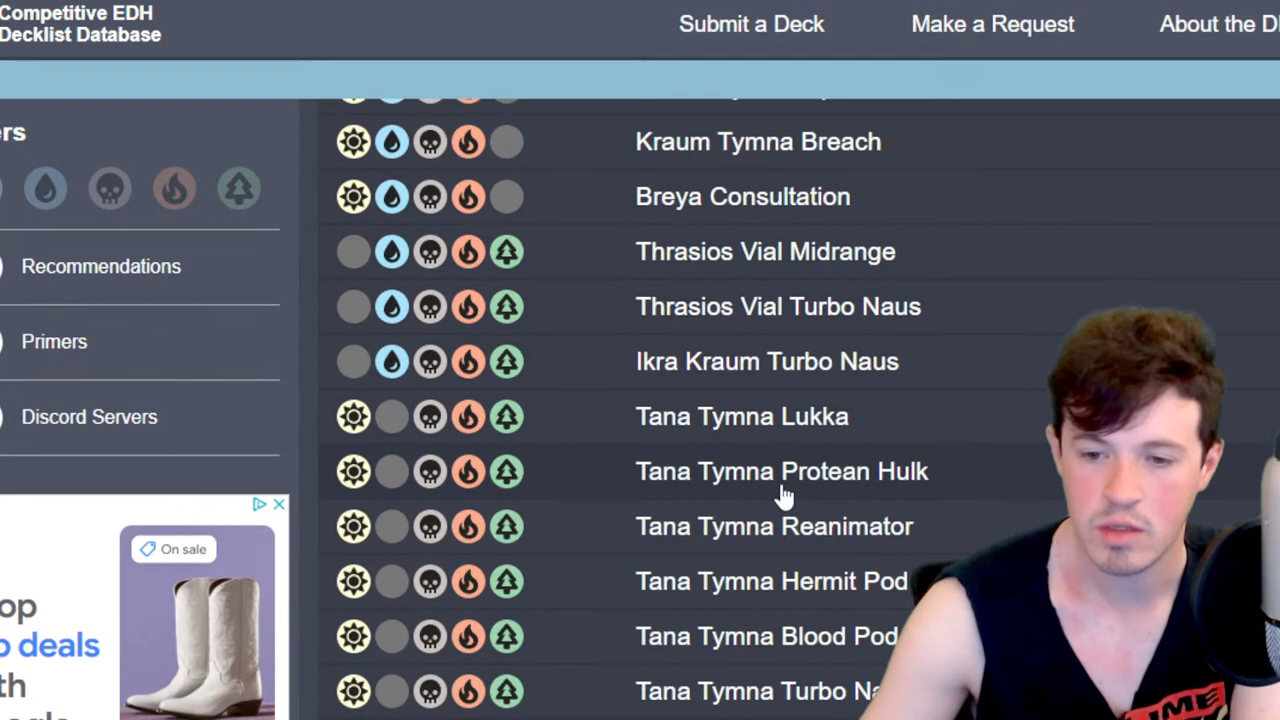 Competitive EDH
Decklist Database
Submit a Deck
Make a Request
About the D
ers
Recommendations
Primers
Discord Servers
On sale
op
deals
th
Kraum Tymna Breach
Breya Consultation
Thrasios Vial Midrange
Thrasios Vial Turbo Naus
Ikra Kraum Turbo Naus
Tana Tymna Lukka
Tana Tymna Protean Hulk
Tana Tymna Reanimator
Tana Tymna Hermit Pod
Tana Tymna Blood Pod
Tana Tymna Turbo Na
TIME